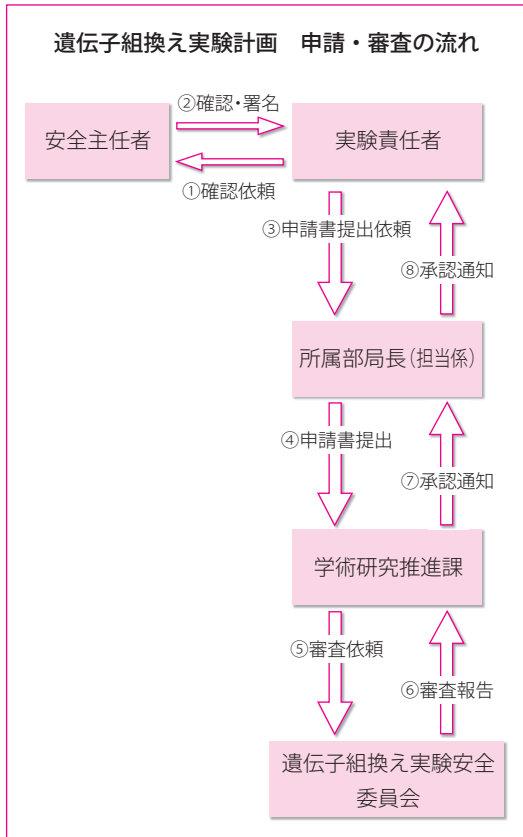 遺伝子組換え実験計画　申請・審査の流れ
②確認・署名
安全主任者
実験責任者
①確認依頼
③申請書提出依頼
⑧承認通知
所属部局長（担当係）
④申請書提出
⑦承認通知
学術研究推進課
⑤審査依頼
⑥審査報告
遺伝子組換え実験安全
委員会